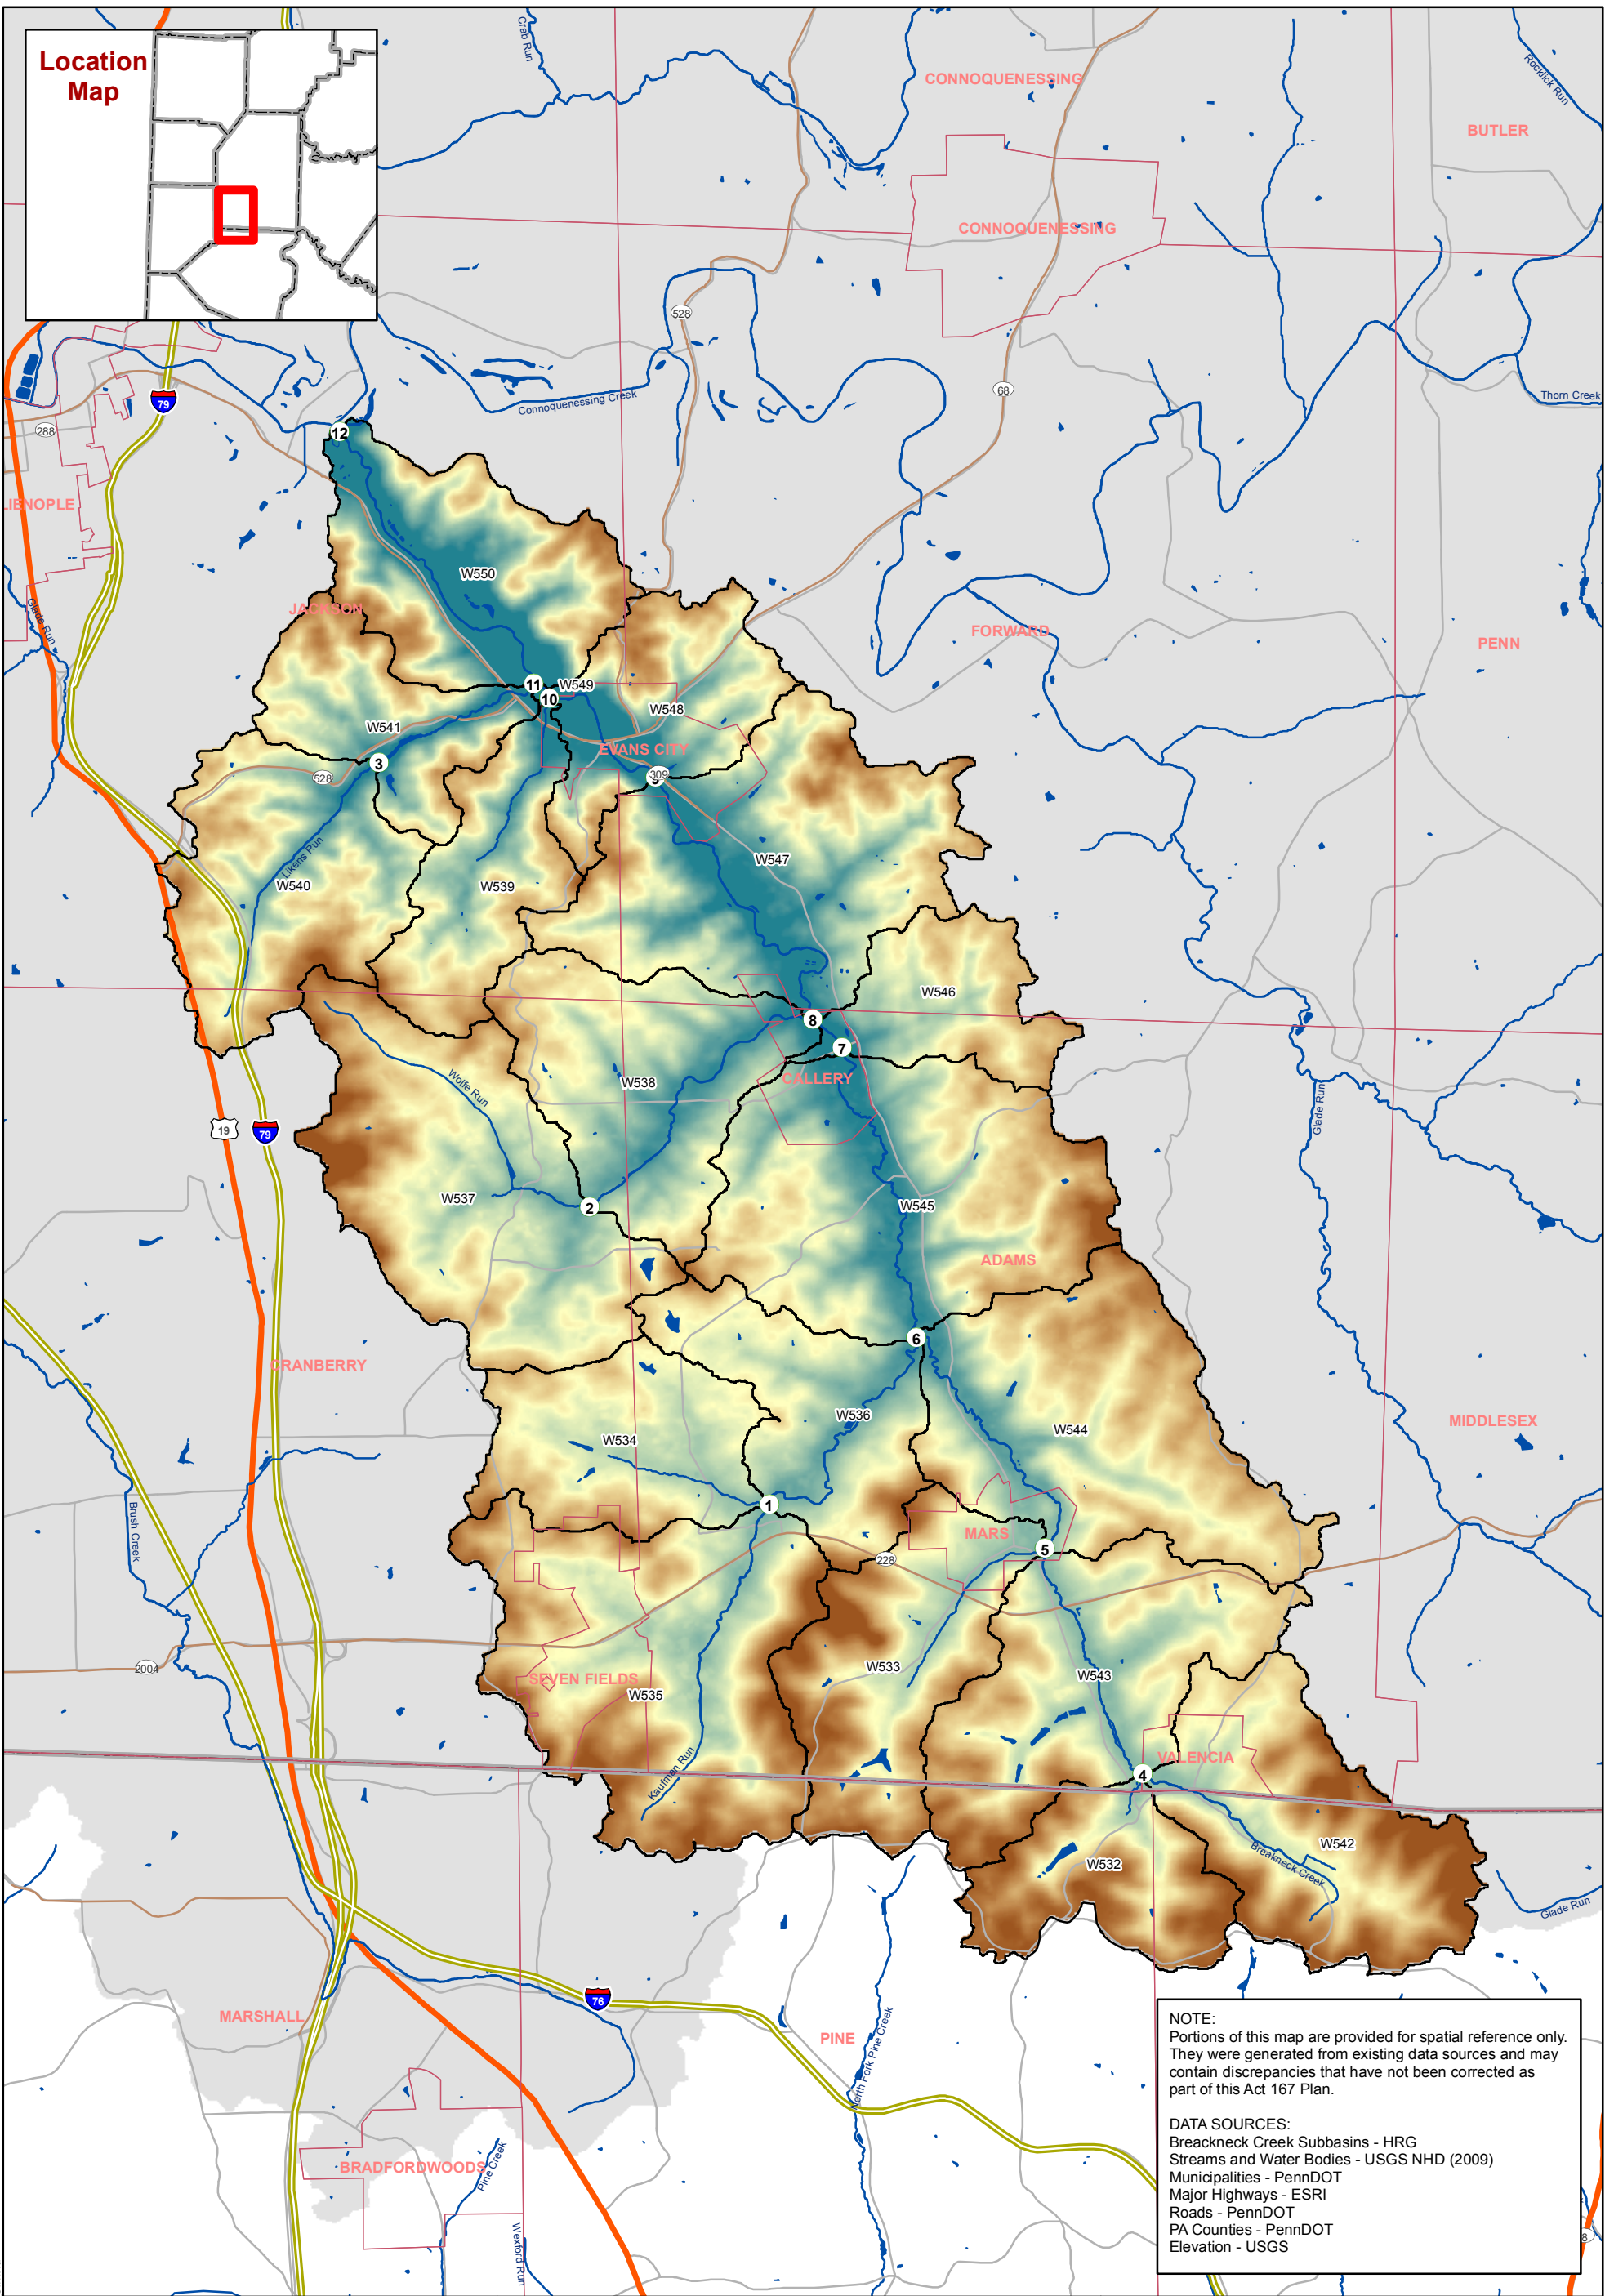 Location
Map
Crab Run
CONNOQUENESSING
Rocklick Run
BUTLER
CONNOQUENESSING
528
Connoquenessing Creek
68
Thorn Creek
79
288
12
LIENOPLE
W550
Glade Run
JACKSON
FORWARD
PENN
11
W549
10
W548
W541
EVANS CITY
3
528
309
W547
Likens Run
W540
W539
W546
8
7
CALLERY
W538
Wolfe Run
Glade Run
19
79
W537
2
W545
ADAMS
6
CRANBERRY
W536
W544
MIDDLESEX
W534
1
Brush Creek
MARS
5
228
2004
SEVEN FIELDS
W535
W533
W543
Kaufman Run
VALENCIA
4
W542
W532
Breakneck Creek
Glade Run
76
MARSHALL
PINE
North Fork Pine Creek
BRADFORDWOODS
Pine Creek
Wexford Run
8
NOTE:
Portions of this map are provided for spatial reference only.
They were generated from existing data sources and may
contain discrepancies that have not been corrected as
part of this Act 167 Plan.
DATA SOURCES:
Breackneck Creek Subbasins - HRG
Streams and Water Bodies - USGS NHD (2009)
Municipalities - PennDOT
Major Highways - ESRI
Roads - PennDOT
PA Counties - PennDOT
Elevation - USGS